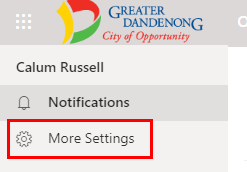 GREATER
DANDENONG
City of Opportunity
Calum Russell
Notifications
More Settings